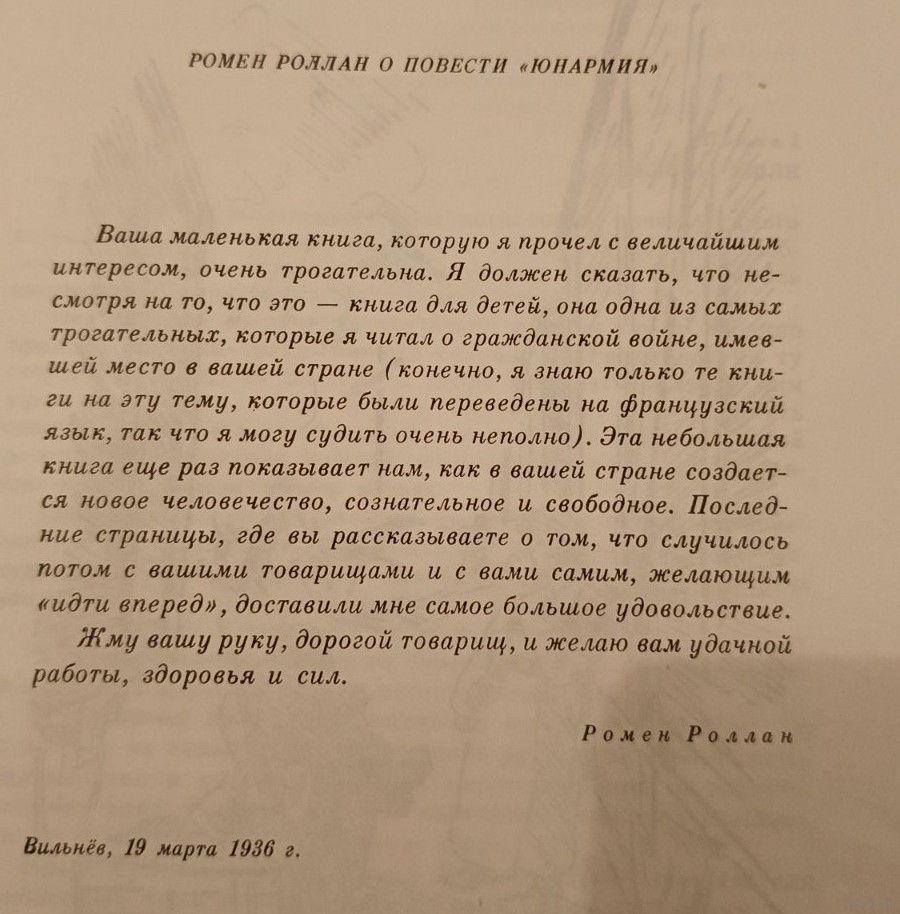 РОМЕН РОЛЛАН О ПОВЕСТИ «ЮНАРМИЯ»
Ваша маленькая книга, которую я прочел с величайшим
интересом, очень трогательна. Я должен сказать, что не-
смотря на то, что это — книга для детей, она одна из самых
трогательных, которые я читал о гражданской войне, имев-
шей место в вашей стране (конечно, я знаю только те кни-
ги на эту тему, которые были переведены на французский
язык, так что я могу судить очень неполно). Эта небольшая
книга еще раз показывает нам, как в вашей стране создает-
ся новое человечество, сознательное и свободное. Послед-
ние страницы, где вы рассказываете о том, что случилось
потом с вашими товарищами и с вами самим, желающим
«идти вперед», доставили мне самое большое удовольствие.
Жму вашу руку, дорогой товарищ, и желаю вам удачной
работы, здоровья и сил.
Ромен Роллан
Вильнёв, 19 марта 1936 г.